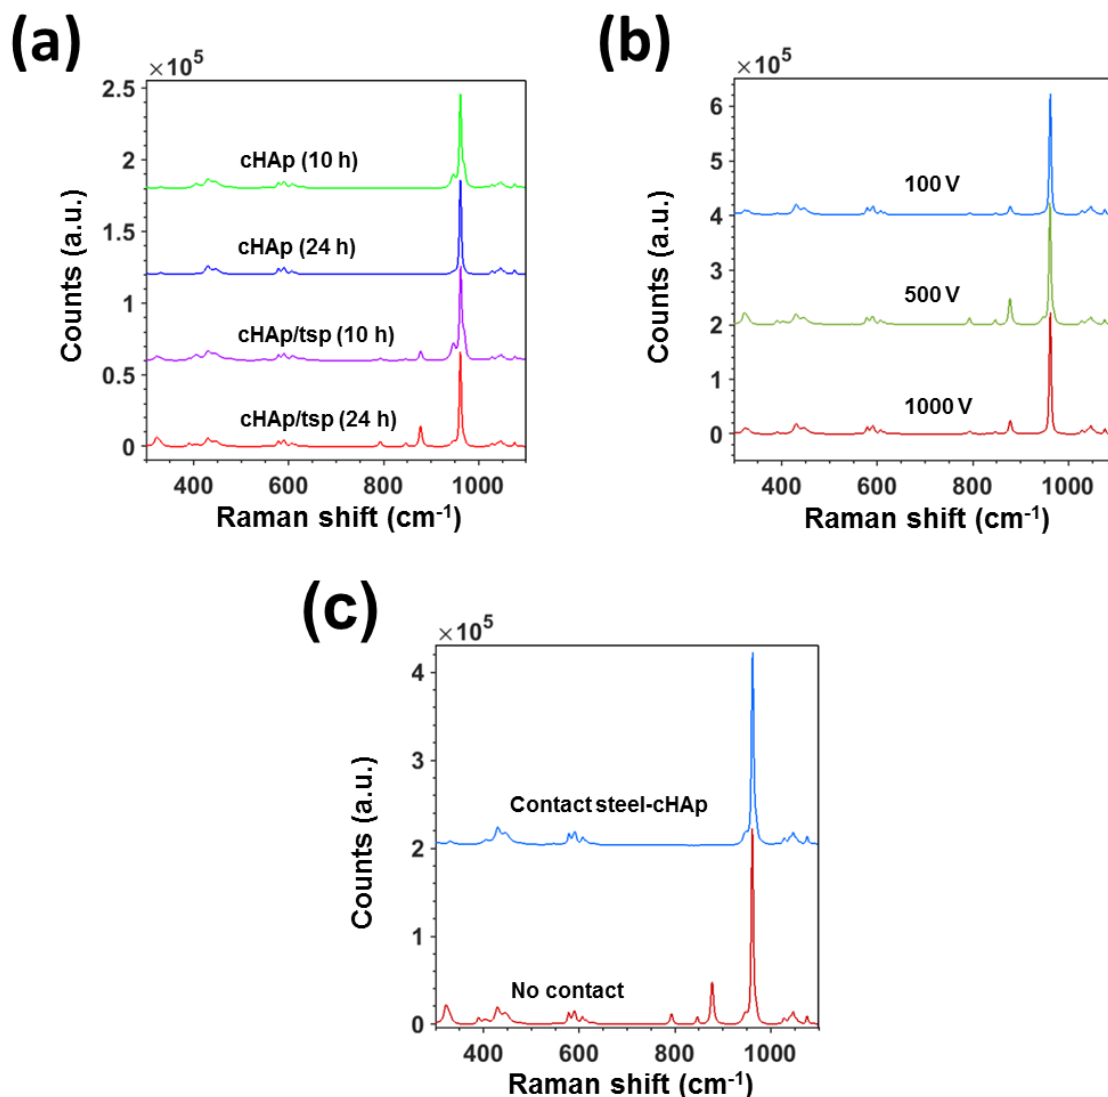 (a)
×10⁵
2.5
2
1.5
1
0.5
0
cHAp (10 h)
cHAp (24 h)
cHAp/tsp (10 h)
cHAp/tsp (24 h)
400 600 800 1000
Raman shift (cm⁻¹)
Counts (a.u.)
(b)
×10⁵
6
5
4
3
2
1
0
100 V
500 V
1000 V
400 600 800 1000
Raman shift (cm⁻¹)
Counts (a.u.)
(c)
×10⁵
4
3
2
1
0
Contact steel-cHAp
No contact
400 600 800 1000
Raman shift (cm⁻¹)
Counts (a.u.)